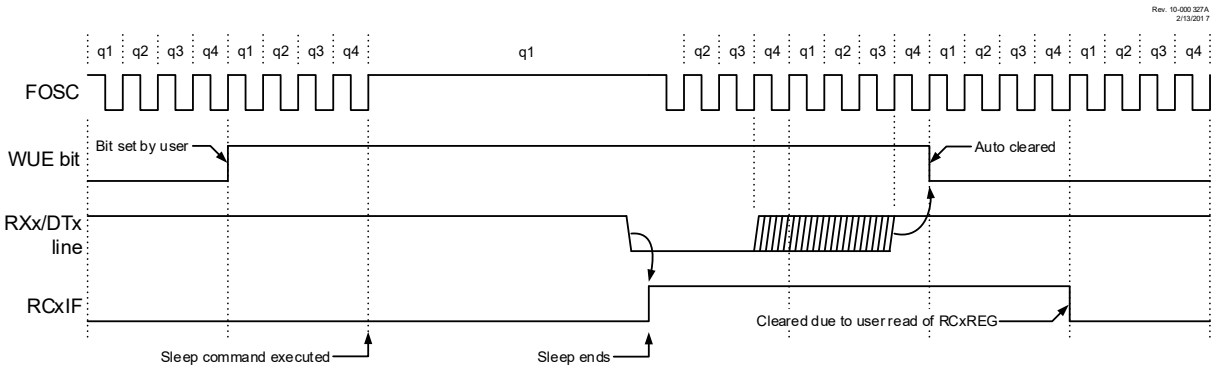 Rev. 10-000 327A
2/13/201 7
q1 q2 q3 q4 q1 q2 q3 q4 q1 q2 q3 q4 q1 q2 q3 q4 q1 q2 q3 q4 q1 q2 q3 q4
FOSC
WUE bit
Bit set by user
Auto cleared
RXx/DTx
line
RCxIF
Cleared due to user read of RCxREG
Sleep command executed
Sleep ends